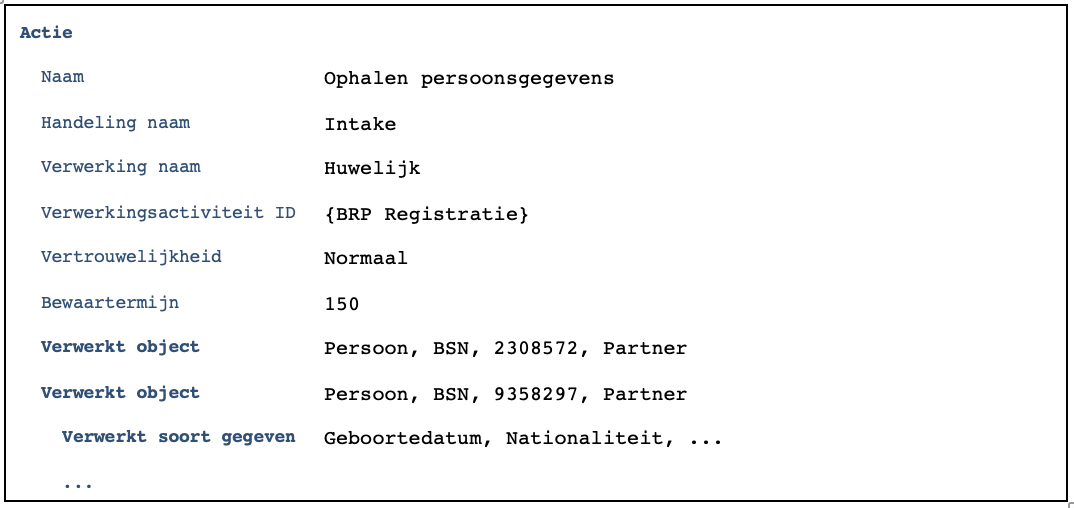 Actie
Naam Ophalen persoonsgegevens
Handeling naam Intake
Verwerking naam Huwelijk
Verwerkingsactiviteit ID {BRP Registratie}
Vertrouwelijkheid Normaal
Bewaartermijn 150
Verwerkt object Persoon, BSN, 2308572, Partner
Verwerkt object Persoon, BSN, 9358297, Partner
Verwerkt soort gegeven Geboortedatum, Nationaliteit, ...
...